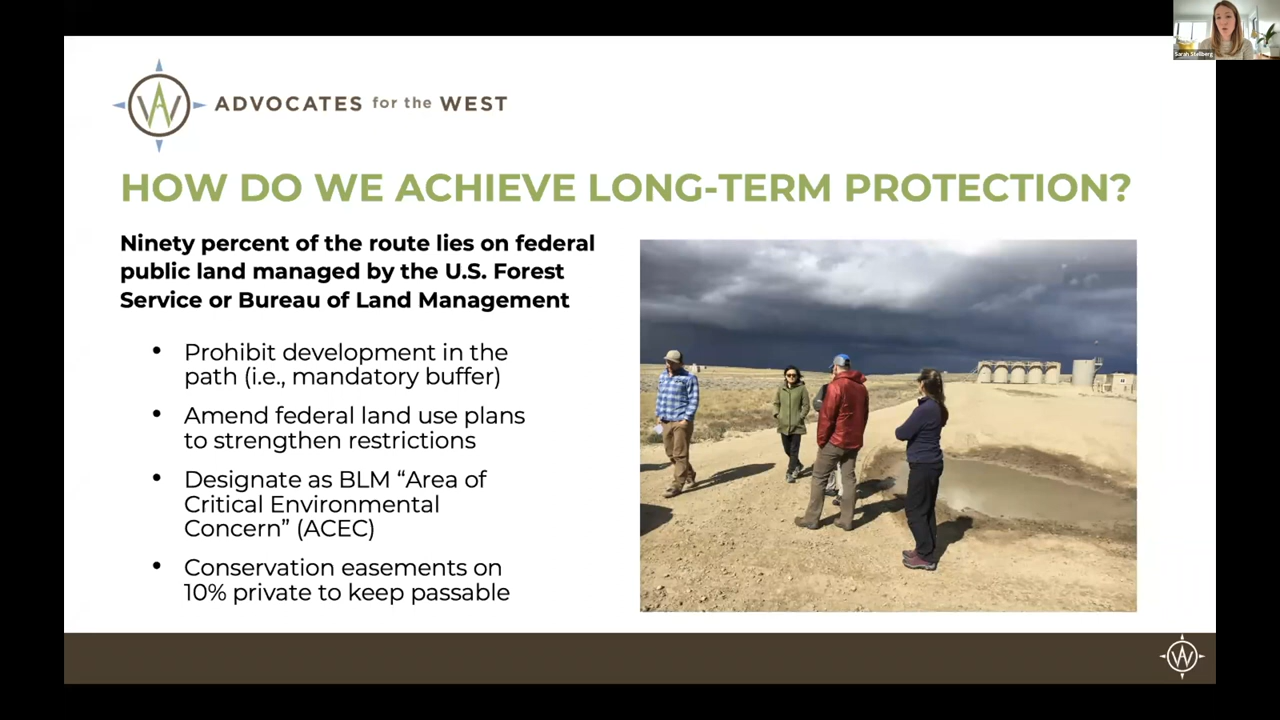 Sarah Stellberg
ADVOCATES for the WEST
HOW DO WE ACHIEVE LONG-TERM PROTECTION?
Ninety percent of the route lies on federal
public land managed by the U.S. Forest
Service or Bureau of Land Management
• Prohibit development in the
path (i.e., mandatory buffer)
• Amend federal land use plans
to strengthen restrictions
• Designate as BLM “Area of
Critical Environmental
Concern” (ACEC)
• Conservation easements on
10% private to keep passable